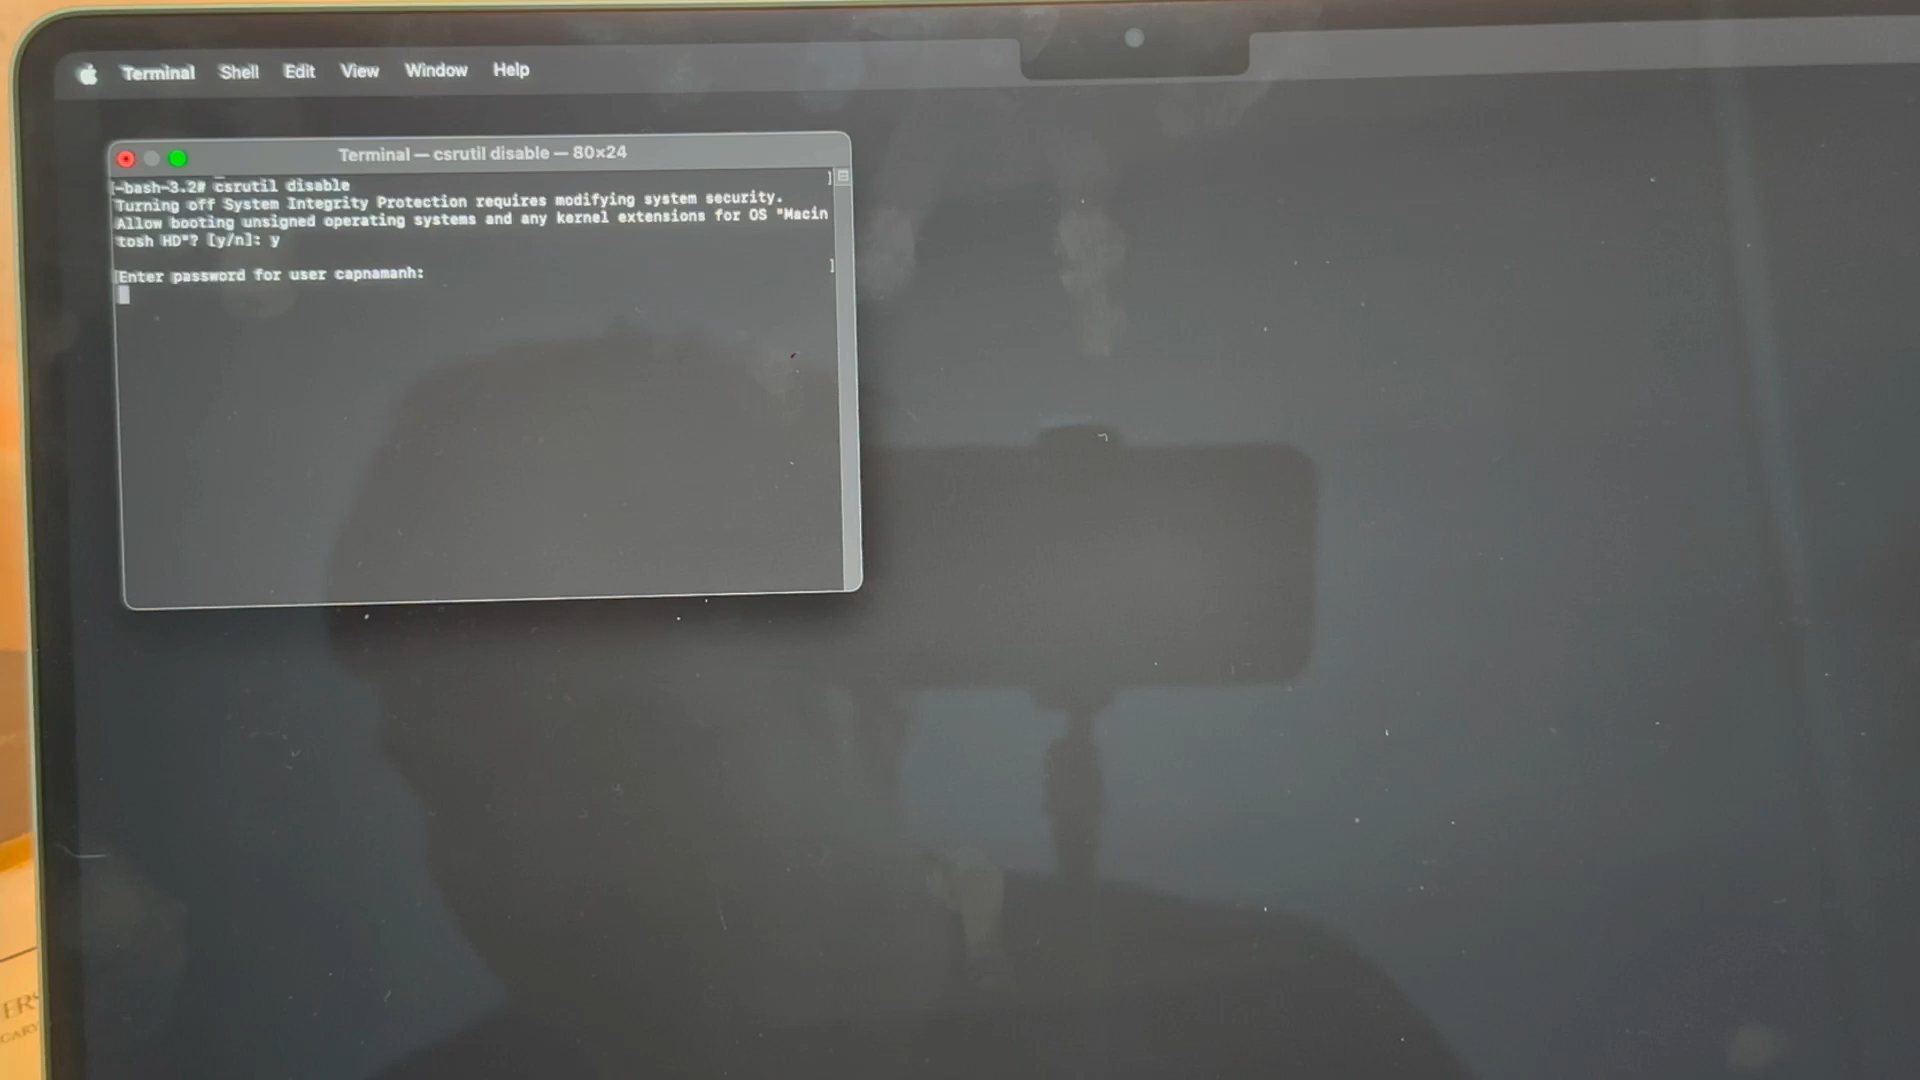 Terminal Shell Edit View Window Help
Terminal — csrutil disable — 80×24
[-bash-3.2# csrutil disable ]
Turning off System Integrity Protection requires modifying system security.
Allow booting unsigned operating systems and any kernel extensions for OS "Macin
tosh HD"? [y/n]: y
[Enter password for user capnamanh: ]